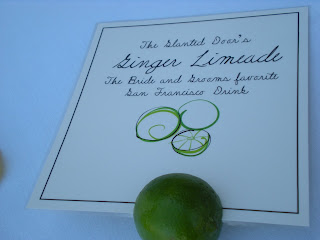 The Slanted Door's
Ginger Limeade
The Bride and Grooms favorite
San Francisco Drink